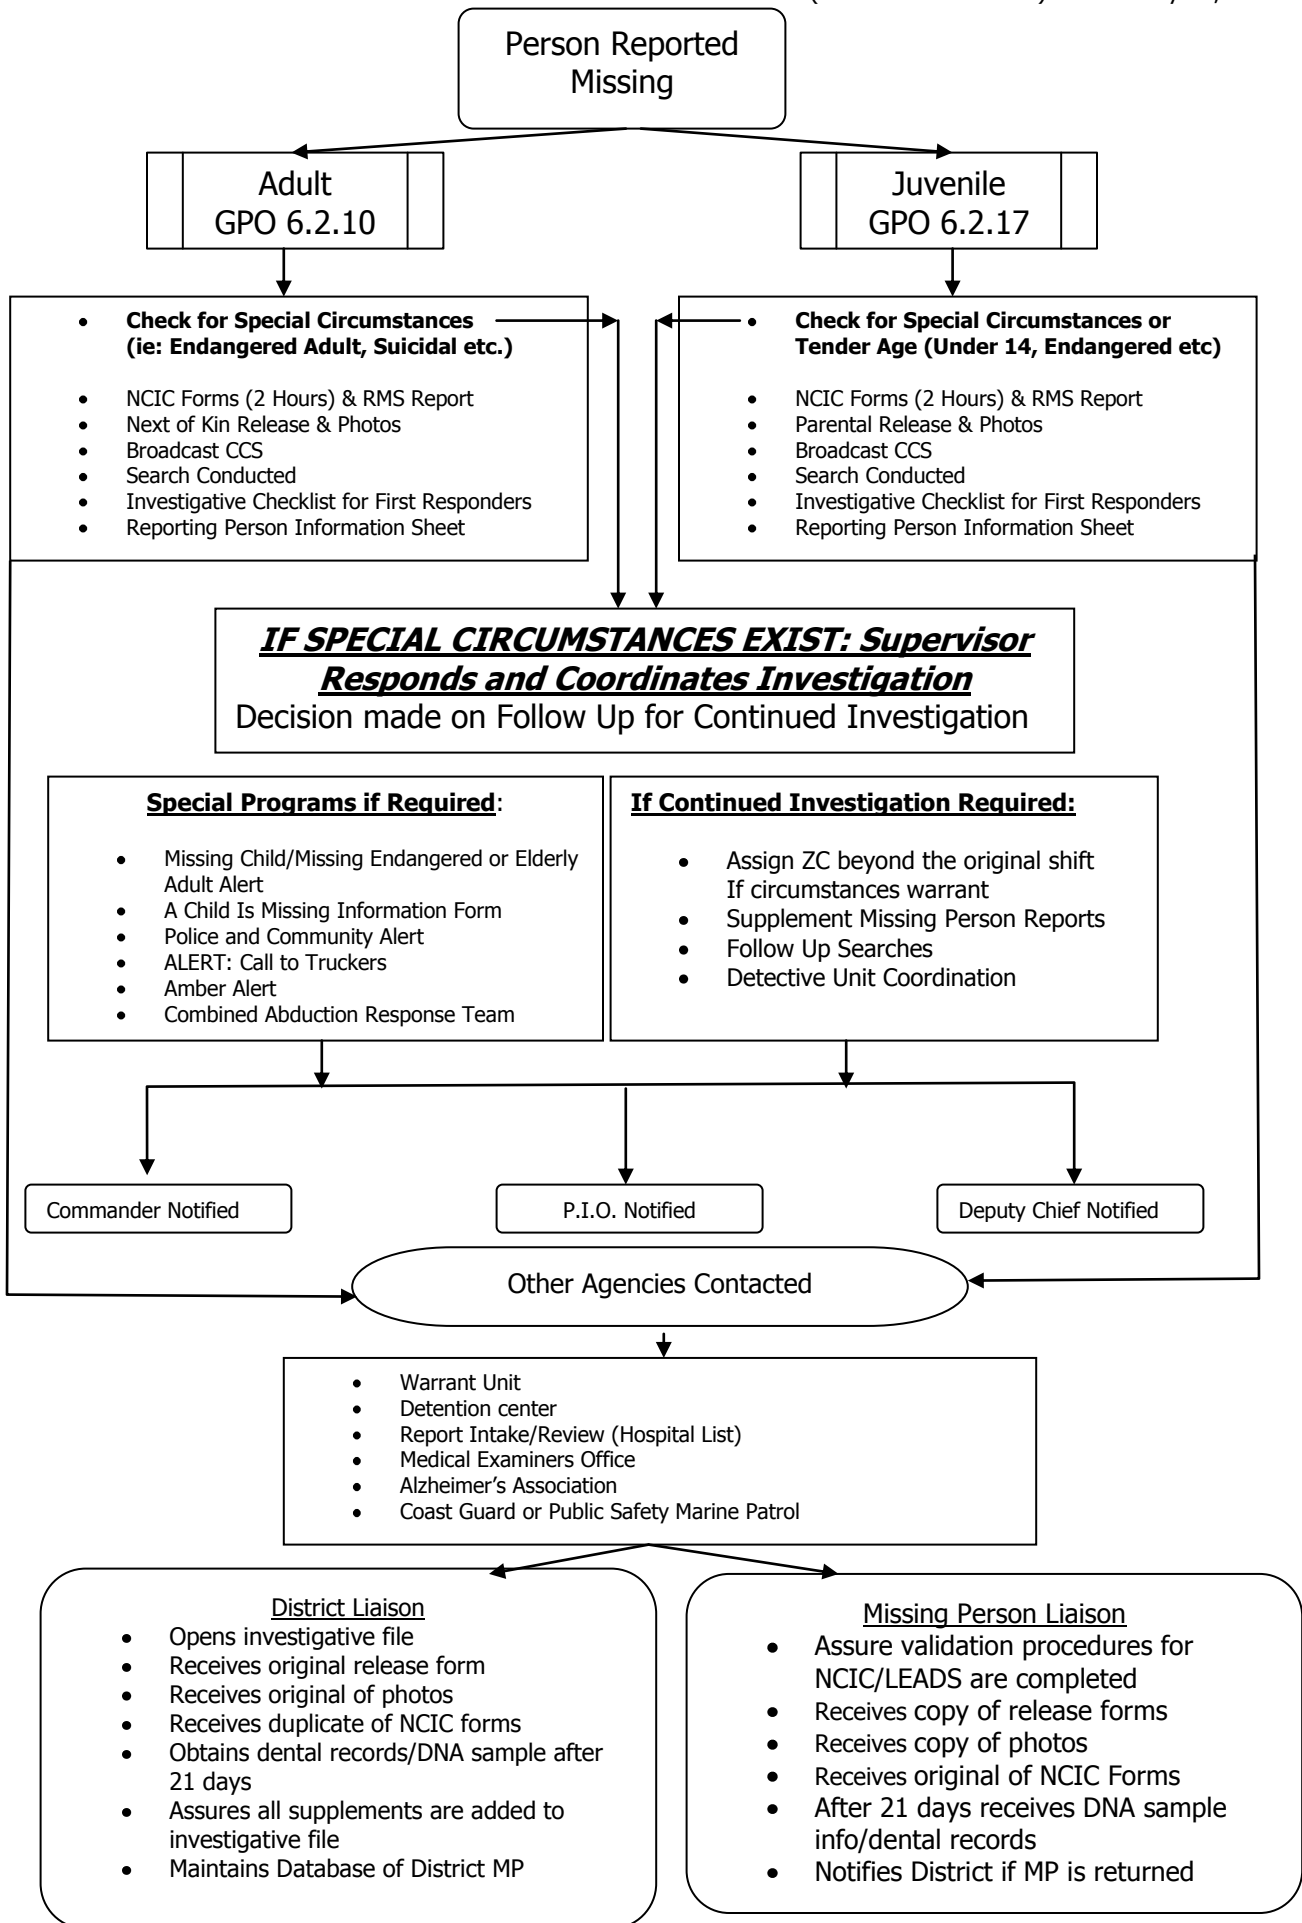 Person Reported
Missing
Adult
GPO 6.2.10
Juvenile
GPO 6.2.17
• Check for Special Circumstances
(ie: Endangered Adult, Suicidal etc.)
• NCIC Forms (2 Hours) & RMS Report
• Next of Kin Release & Photos
• Broadcast CCS
• Search Conducted
• Investigative Checklist for First Responders
• Reporting Person Information Sheet
• Check for Special Circumstances or
Tender Age (Under 14, Endangered etc)
• NCIC Forms (2 Hours) & RMS Report
• Parental Release & Photos
• Broadcast CCS
• Search Conducted
• Investigative Checklist for First Responders
• Reporting Person Information Sheet
IF SPECIAL CIRCUMSTANCES EXIST: Supervisor
Responds and Coordinates Investigation
Decision made on Follow Up for Continued Investigation
Special Programs if Required:
• Missing Child/Missing Endangered or Elderly
Adult Alert
• A Child Is Missing Information Form
• Police and Community Alert
• ALERT: Call to Truckers
• Amber Alert
• Combined Abduction Response Team
If Continued Investigation Required:
• Assign ZC beyond the original shift
If circumstances warrant
• Supplement Missing Person Reports
• Follow Up Searches
• Detective Unit Coordination
Commander Notified
P.I.O. Notified
Deputy Chief Notified
Other Agencies Contacted
• Warrant Unit
• Detention center
• Report Intake/Review (Hospital List)
• Medical Examiners Office
• Alzheimer's Association
• Coast Guard or Public Safety Marine Patrol
District Liaison
• Opens investigative file
• Receives original release form
• Receives original of photos
• Receives duplicate of NCIC forms
• Obtains dental records/DNA sample after
21 days
• Assures all supplements are added to
investigative file
• Maintains Database of District MP
Missing Person Liaison
• Assure validation procedures for
NCIC/LEADS are completed
• Receives copy of release forms
• Receives copy of photos
• Receives original of NCIC Forms
• After 21 days receives DNA sample
info/dental records
• Notifies District if MP is returned